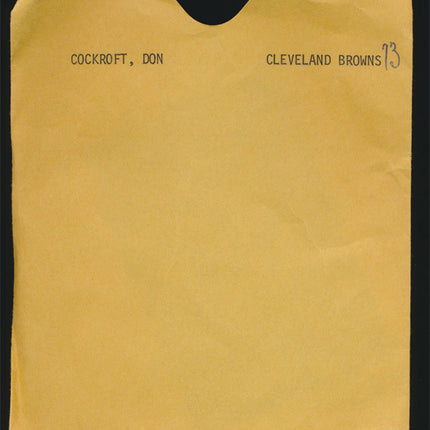 COCKROFT, DON CLEVELAND BROWNS 73